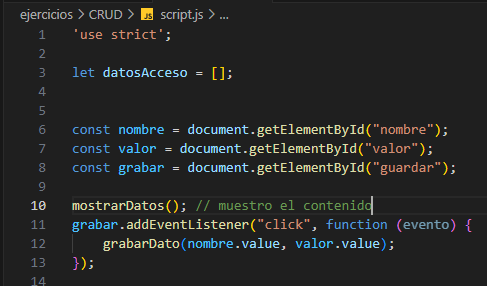 ejercicios > CRUD > JS script.js > ...
1 'use strict';
2
3 let datosAcceso = [];
4
5
6 const nombre = document.getElementById("nombre");
7 const valor = document.getElementById("valor");
8 const grabar = document.getElementById("guardar");
9
10 mostrarDatos(); // muestro el contenido
11 grabar.addEventListener("click", function (evento) {
12 grabarDato(nombre.value, valor.value);
13 });
14